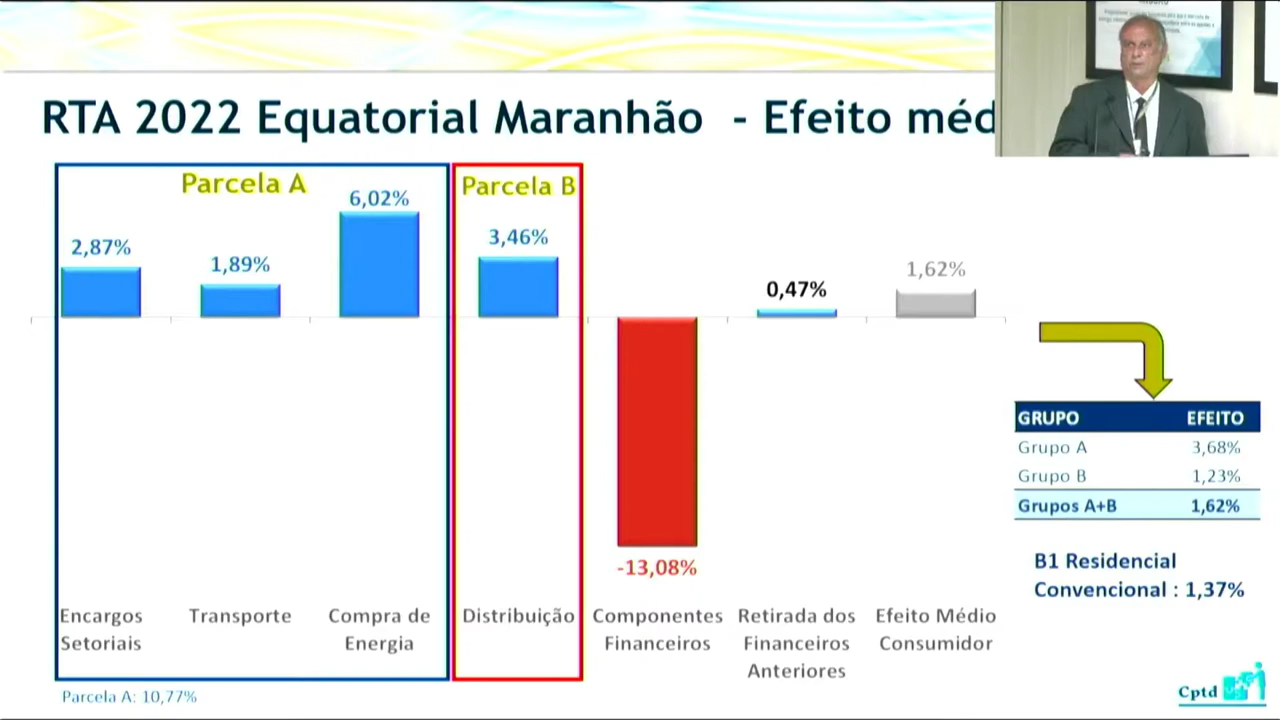 RTA 2022 Equatorial Maranhão - Efeito méd
Parcela A
Parcela B
2,87%
1,89%
6,02%
3,46%
-13,08%
0,47%
1,62%
Encargos
Setoriais
Transporte
Compra de
Energia
Distribuição
Componentes
Financeiros
Retirada dos
Financeiros
Anteriores
Efeito Médio
Consumidor
Parcela A: 10,77%
GRUPO EFEITO
Grupo A 3,68%
Grupo B 1,23%
Grupos A+B 1,62%
B1 Residencial
Convencional : 1,37%
Cptd